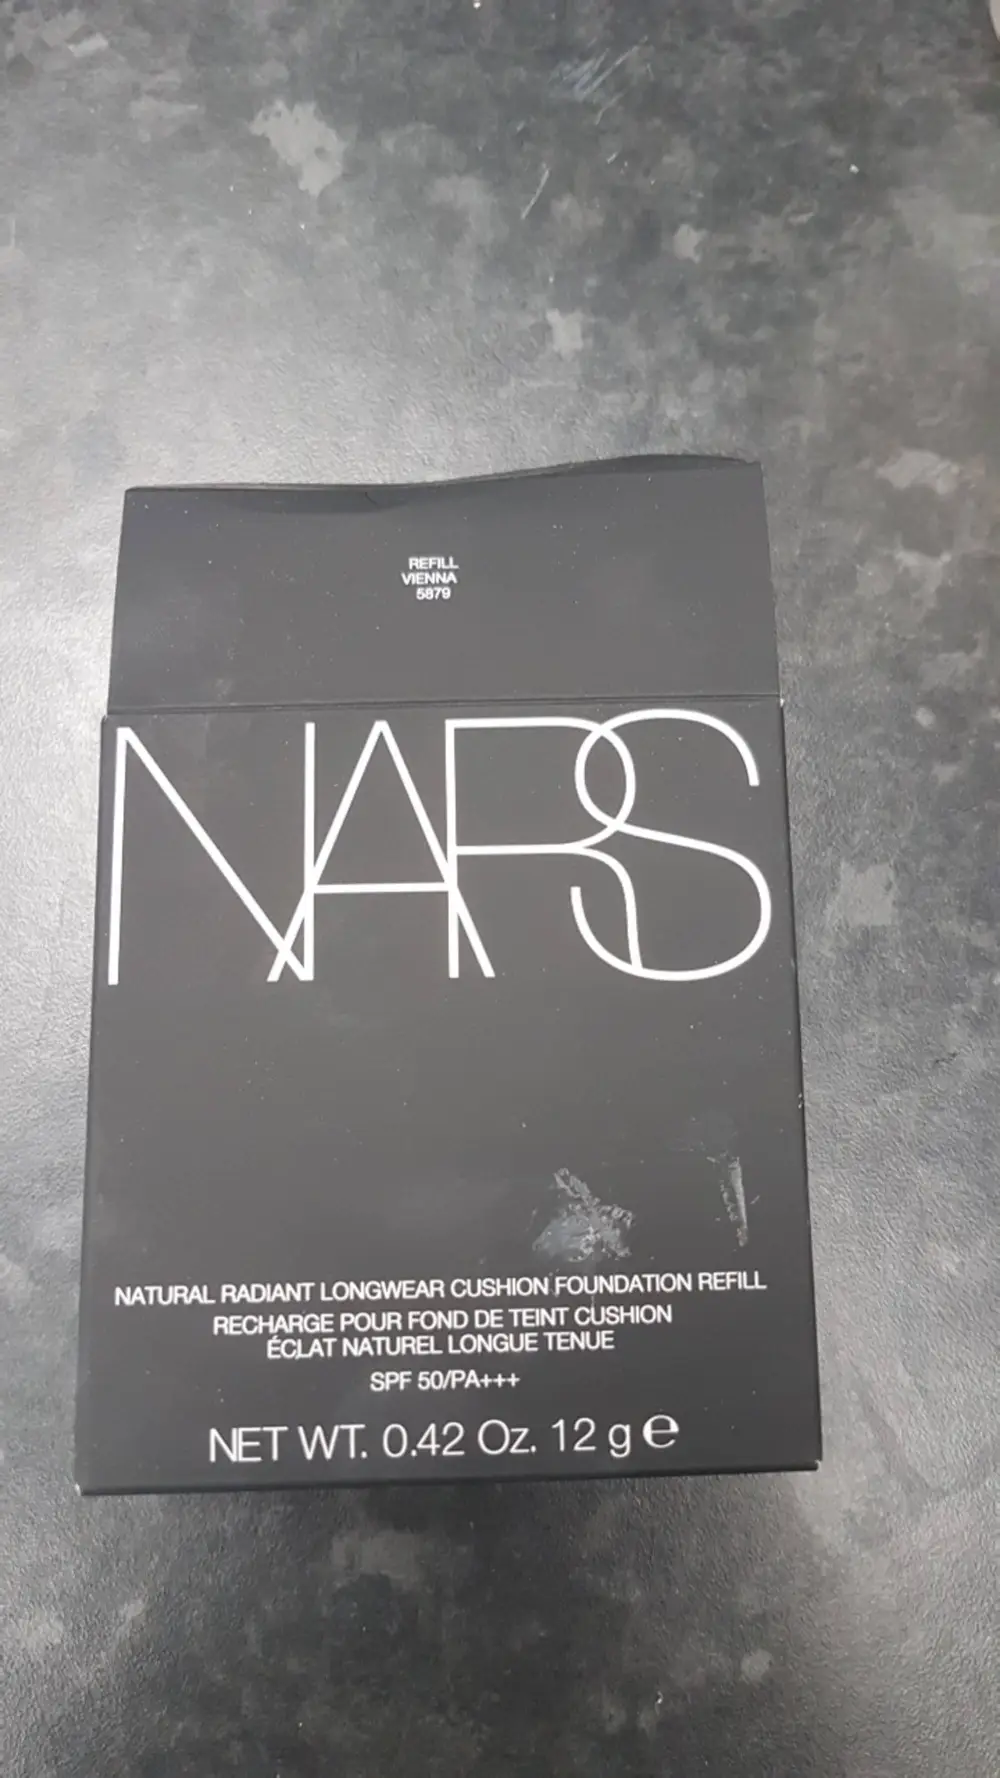 REFILL
VIENNA
5879
NARS
NATURAL RADIANT LONGWEAR CUSHION FOUNDATION REFILL
RECHARGE POUR FOND DE TEINT CUSHION
ÉCLAT NATUREL LONGUE TENUE
SPF 50/PA+++
NET WT. 0.42 Oz. 12 g ℮